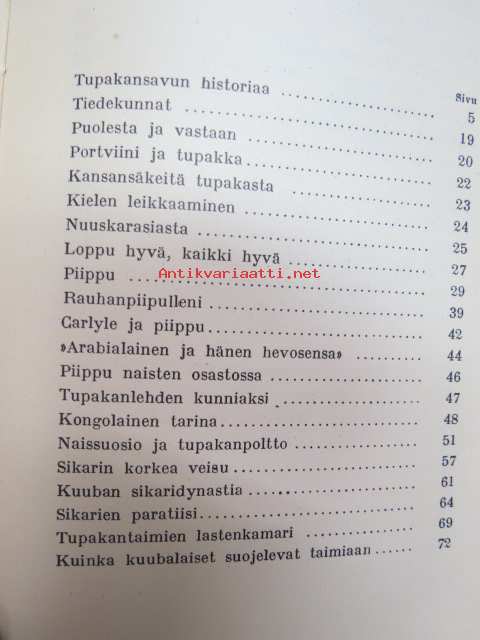 Sivu
Tupakansavun historiaa .......... 5
Tiedekunnat .......... 19
Puolesta ja vastaan .......... 20
Portviini ja tupakka .......... 22
Kansansäkeitä tupakasta .......... 23
Kielen leikkaaminen .......... 24
Nuuskarasiasta .......... 25
Loppu hyvä, kaikki hyvä .......... 27
Piippu .......... 29
Antikvariaatti.net
Rauhanpiipulleni .......... 39
Carlyle ja piippu .......... 42
»Arabialainen ja hänen hevosensa» .......... 44
Piippu naisten osastossa .......... 46
Tupakanlehden kunniaksi .......... 47
Kongolainen tarina .......... 48
Naissuosio ja tupakanpoltto .......... 51
Sikarin korkea veisu .......... 57
Kuuban sikaridynastia .......... 61
Sikarien paratiisi .......... 64
Tupakantaimien lastenkamari .......... 69
Kuinka kuubalaiset suojelevat taimiaan ...... 72